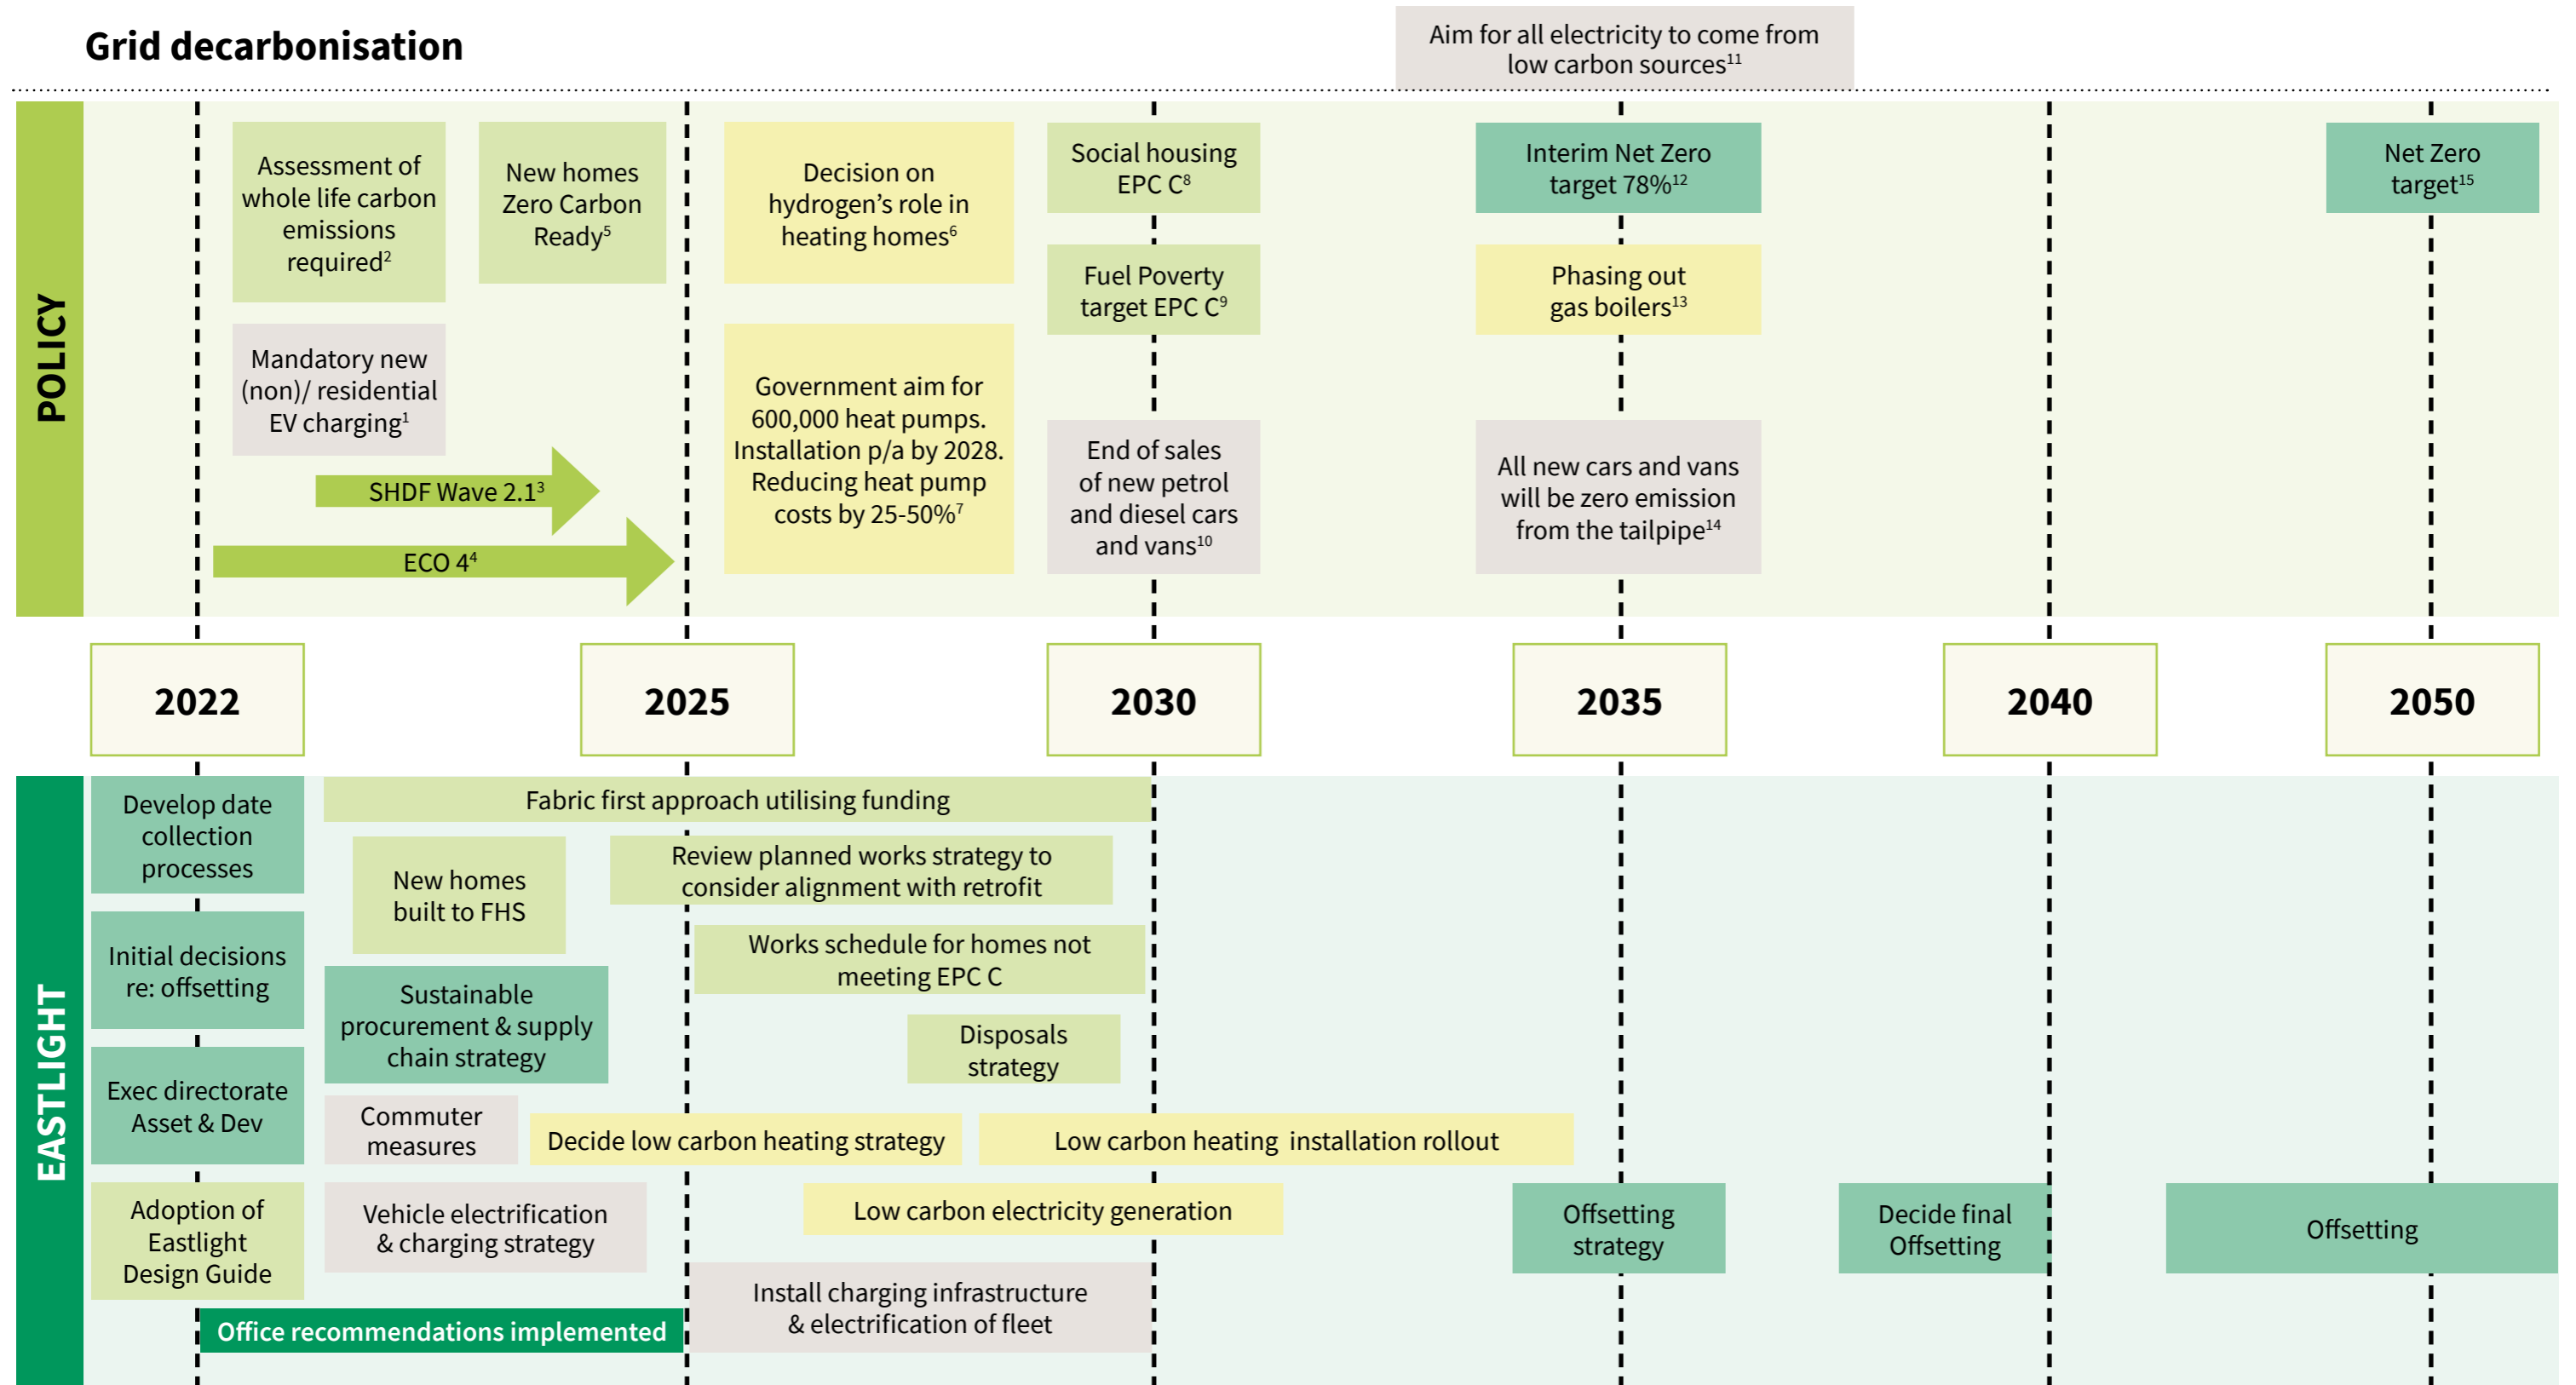 Grid decarbonisation
Aim for all electricity to come from
low carbon sources¹¹
POLICY
Assessment of
whole life carbon
emissions
required²
Mandatory new
(non)/ residential
EV charging¹
SHDF Wave 2.1³
ECO 4⁴
New homes
Zero Carbon
Ready⁵
Decision on
hydrogen’s role in
heating homes⁶
Government aim for
600,000 heat pumps.
Installation p/a by 2028.
Reducing heat pump
costs by 25-50%⁷
Social housing
EPC C⁸
Fuel Poverty
target EPC C⁹
End of sales
of new petrol
and diesel cars
and vans¹⁰
Interim Net Zero
target 78%¹²
Phasing out
gas boilers¹³
All new cars and vans
will be zero emission
from the tailpipe¹⁴
Net Zero
target¹⁵
2022
2025
2030
2035
2040
2050
EASTLIGHT
Develop date
collection
processes
Initial decisions
re: offsetting
Exec directorate
Asset & Dev
Adoption of
Eastlight
Design Guide
Fabric first approach utilising funding
New homes
built to FHS
Review planned works strategy to
consider alignment with retrofit
Works schedule for homes not
meeting EPC C
Sustainable
procurement & supply
chain strategy
Disposals
strategy
Commuter
measures
Decide low carbon heating strategy
Low carbon heating installation rollout
Vehicle electrification
& charging strategy
Low carbon electricity generation
Offsetting
strategy
Decide final
Offsetting
Offsetting
Install charging infrastructure
& electrification of fleet
Office recommendations implemented